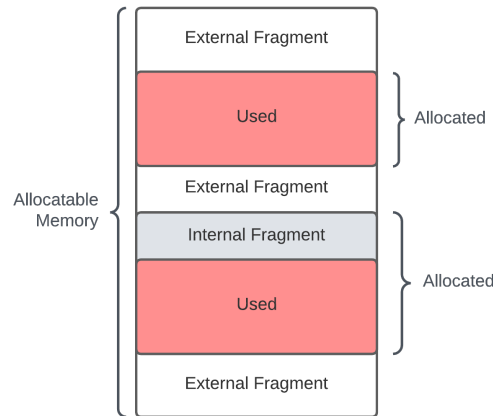 External Fragment
Used
Allocated
External Fragment
Allocatable
Memory
Internal Fragment
Used
Allocated
External Fragment